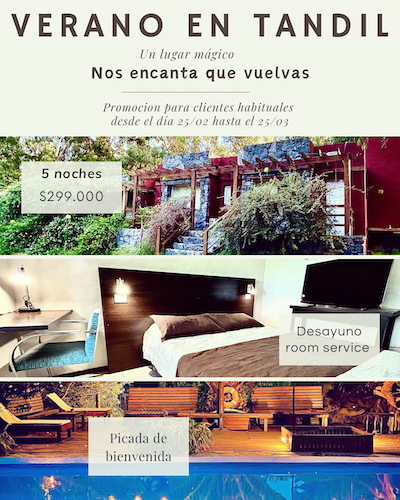 VERANO EN TANDIL
Un lugar mágico
Nos encanta que vuelvas
Promocion para clientes habituales
desde el día 25/02 hasta el 25/03
5 noches
$299.000
Desayuno
room service
Picada de
bienvenida